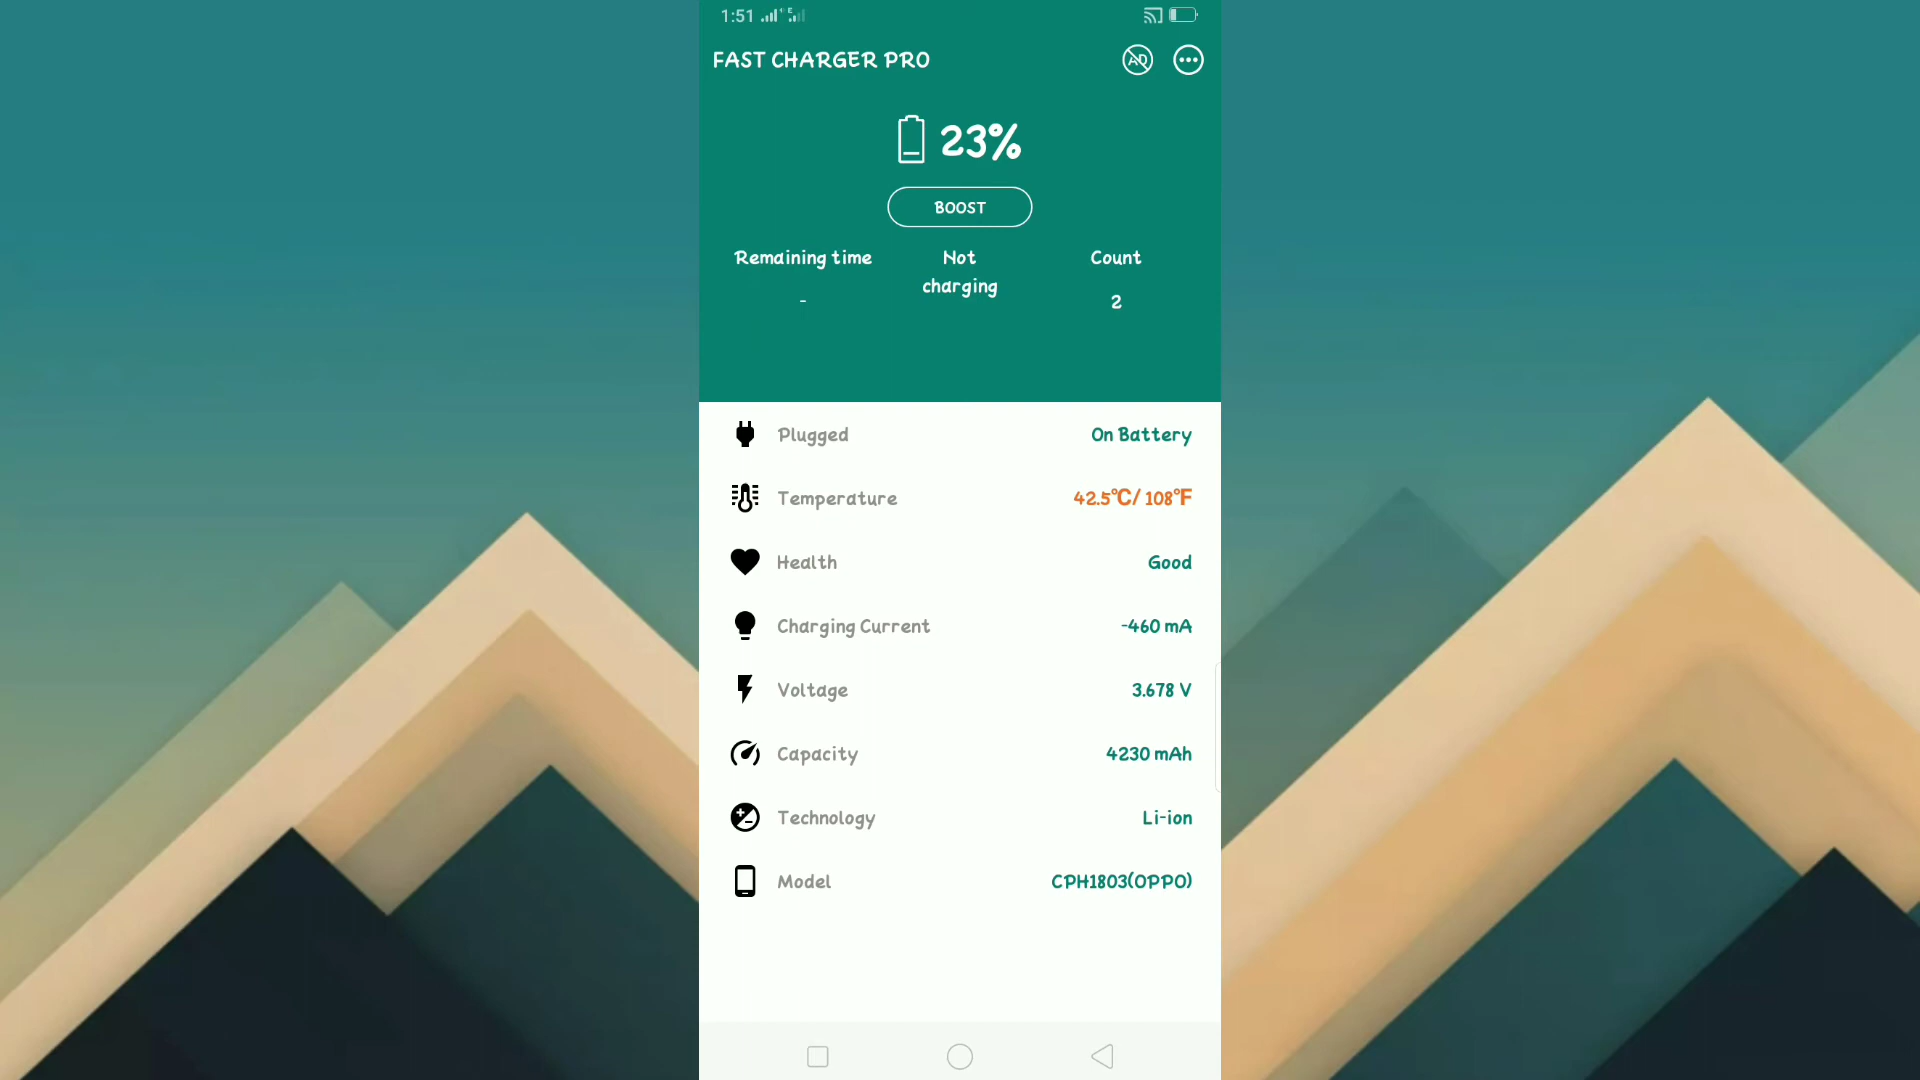 1:51
E
FAST CHARGER PRO
AD
23%
BOOST
Remaining time
Not
charging
Count
-
2
Plugged
On Battery
Temperature
42.5°C/ 108°F
Health
Good
Charging Current
-460 mA
Voltage
3.678 V
Capacity
4230 mAh
Technology
Li-ion
Model
CPH1803(OPPO)